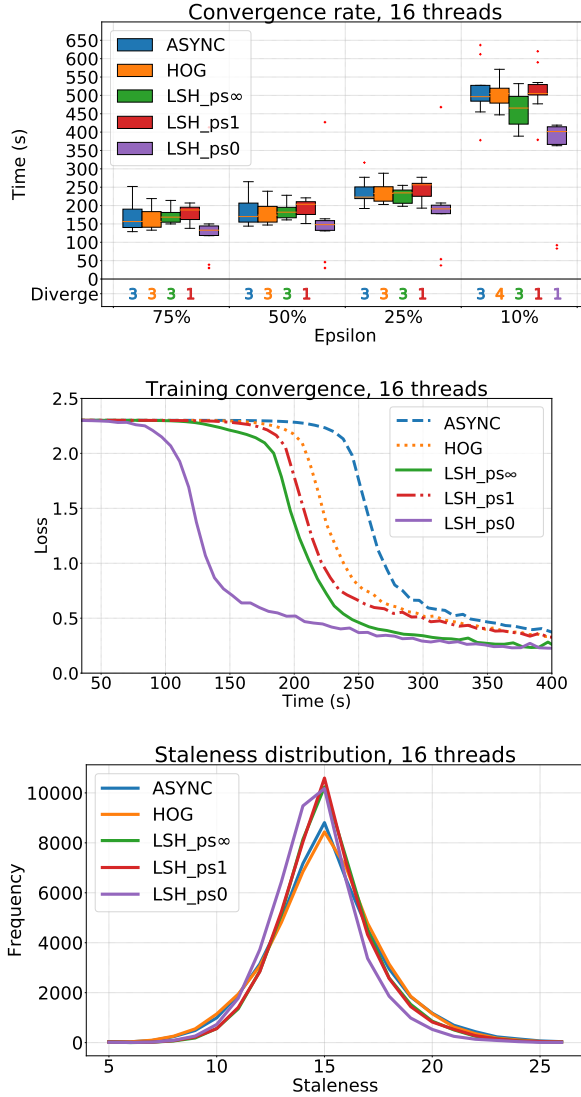 Convergence rate, 16 threads
Time (s)
650
600
550
500
450
400
350
300
250
200
150
100
50
0
ASYNC
HOG
LSH_ps∞
LSH_ps1
LSH_ps0
Diverge
3 3 3 1
3 3 3 1
3 3 3 1
3 4 3 1 1
75% 50% 25% 10%
Epsilon
Training convergence, 16 threads
Loss
2.5
2.0
1.5
1.0
0.5
0.0
ASYNC
HOG
LSH_ps∞
LSH_ps1
LSH_ps0
50 100 150 200 250 300 350 400
Time (s)
Staleness distribution, 16 threads
Frequency
10000
8000
6000
4000
2000
0
ASYNC
HOG
LSH_ps∞
LSH_ps1
LSH_ps0
5 10 15 20 25
Staleness